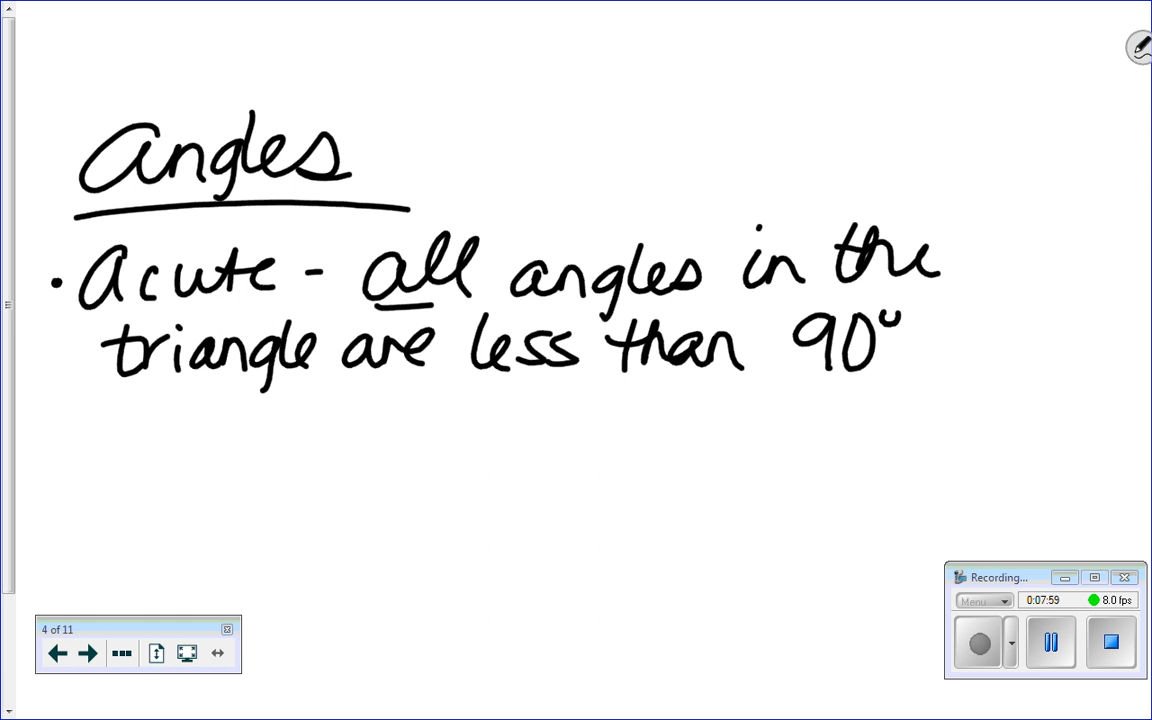 Angles
• Acute - all angles in the
triangle are less than 90°
Recording...
Menu
0:07:59
8.0 fps
4 of 11